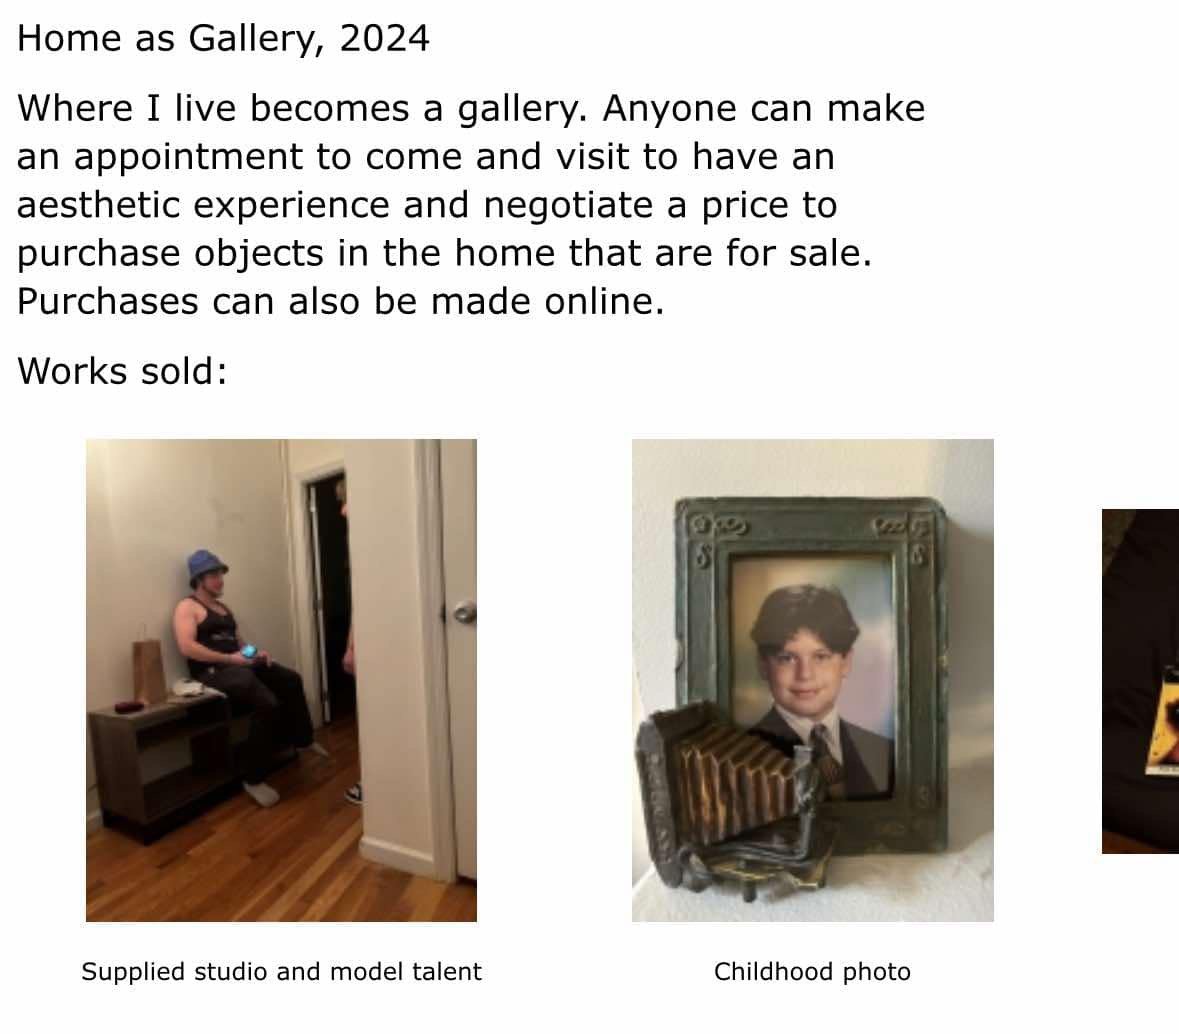 Home as Gallery, 2024
Where I live becomes a gallery. Anyone can make
an appointment to come and visit to have an
aesthetic experience and negotiate a price to
purchase objects in the home that are for sale.
Purchases can also be made online.
Works sold:
Supplied studio and model talent
Childhood photo